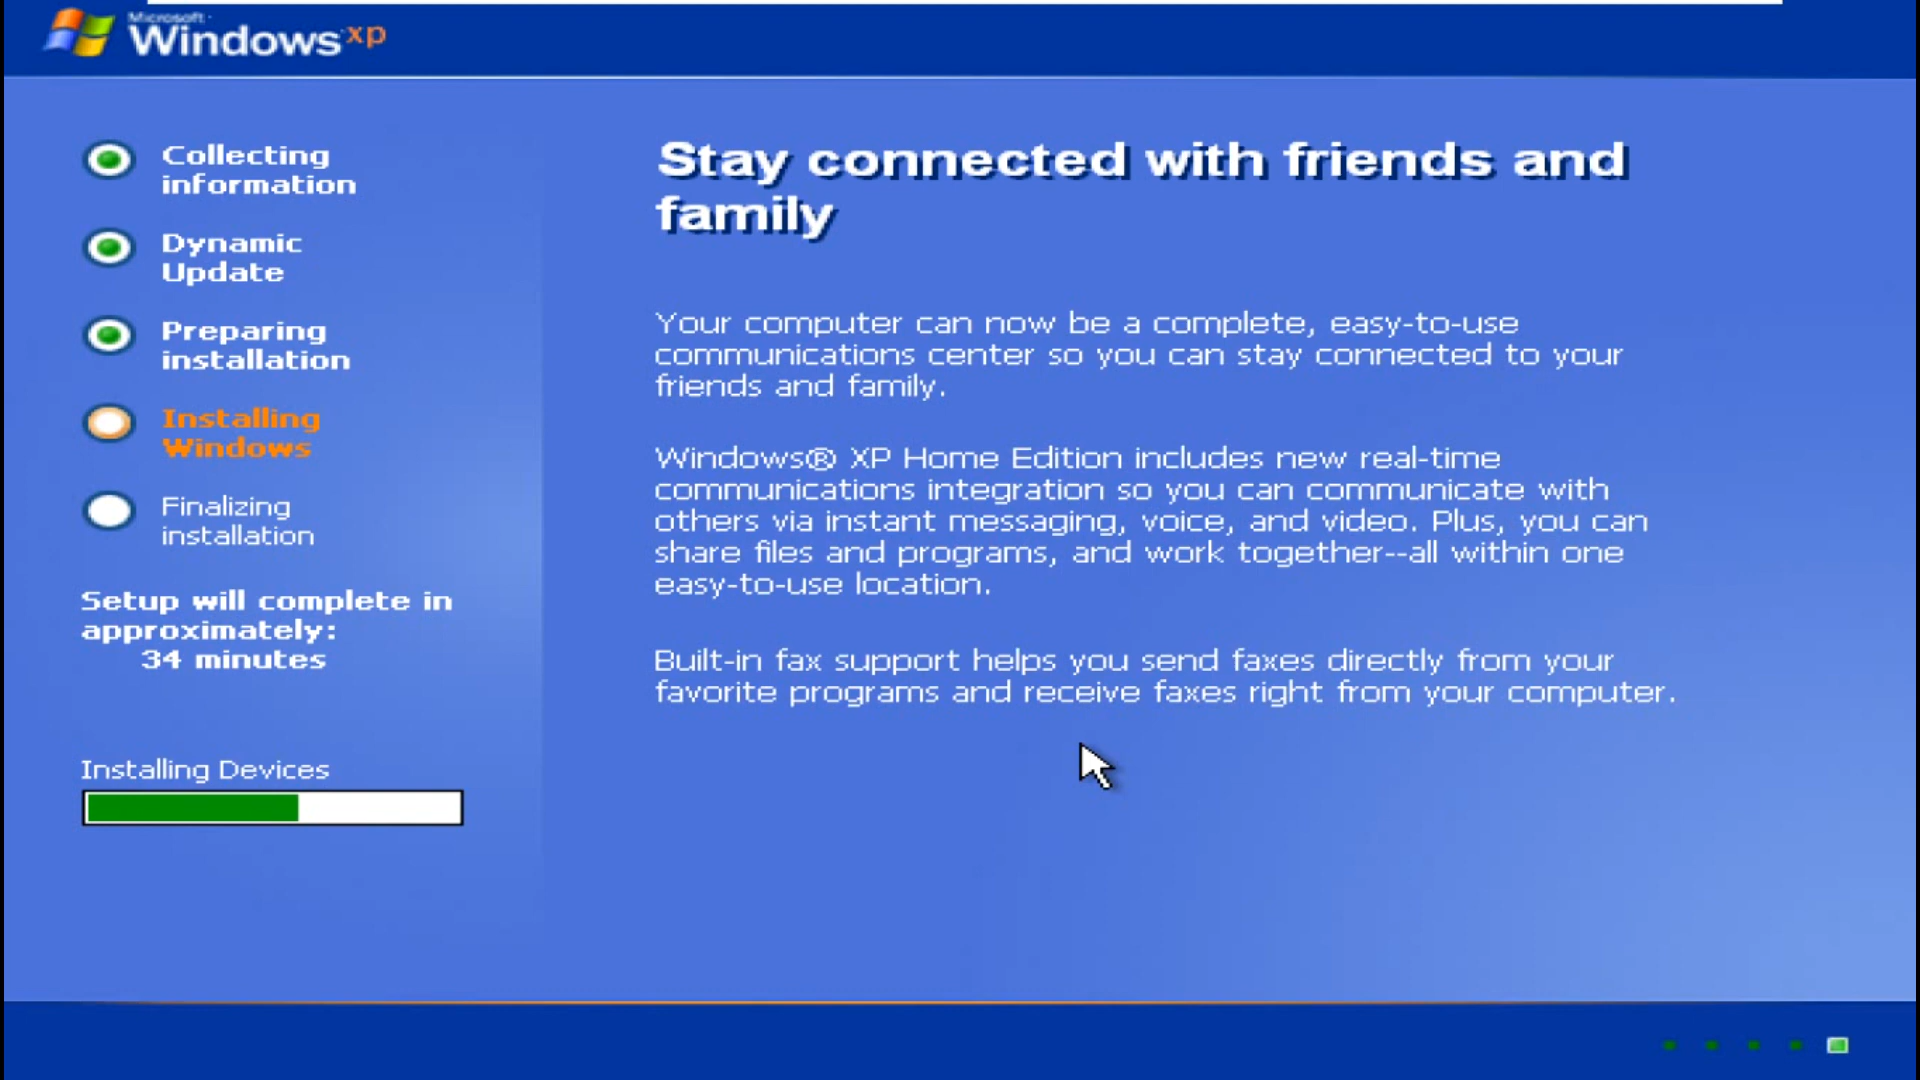 Microsoft
Windows xp
Collecting
information
Dynamic
Update
Preparing
installation
Installing
Windows
Finalizing
installation
Setup will complete in
approximately:
34 minutes
Installing Devices
Stay connected with friends and
family
Your computer can now be a complete, easy-to-use
communications center so you can stay connected to your
friends and family.
Windows® XP Home Edition includes new real-time
communications integration so you can communicate with
others via instant messaging, voice, and video. Plus, you can
share files and programs, and work together--all within one
easy-to-use location.
Built-in fax support helps you send faxes directly from your
favorite programs and receive faxes right from your computer.